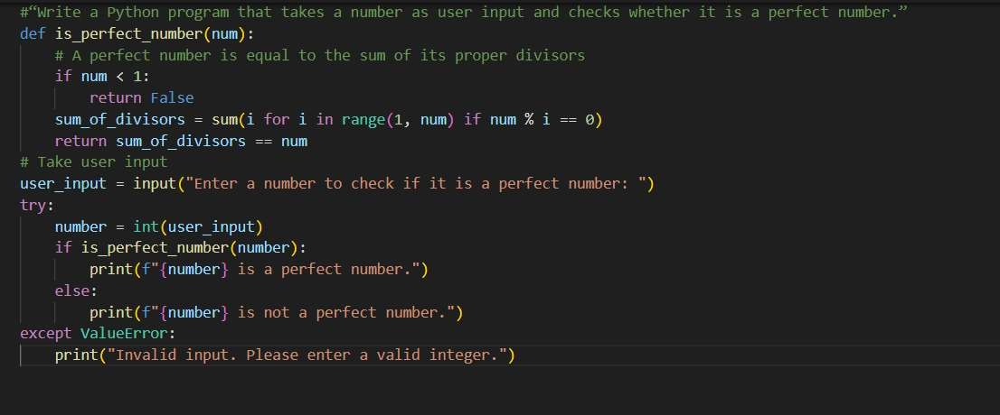 #“Write a Python program that takes a number as user input and checks whether it is a perfect number.”
def is_perfect_number(num):
    # A perfect number is equal to the sum of its proper divisors
    if num < 1:
        return False
    sum_of_divisors = sum(i for i in range(1, num) if num % i == 0)
    return sum_of_divisors == num
# Take user input
user_input = input("Enter a number to check if it is a perfect number: ")
try:
    number = int(user_input)
    if is_perfect_number(number):
        print(f"{number} is a perfect number.")
    else:
        print(f"{number} is not a perfect number.")
except ValueError:
    print("Invalid input. Please enter a valid integer.")